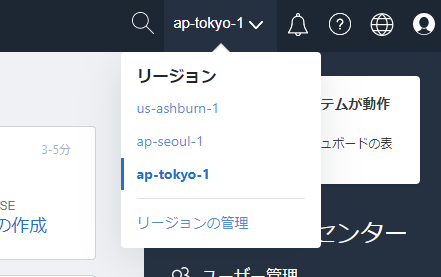 ap-tokyo-1
リージョン
us-ashburn-1
ap-seoul-1
ap-tokyo-1
リージョンの管理
テムが動作
ュボードの表
3-5分
SE
の作成
センター
ユーザー管理